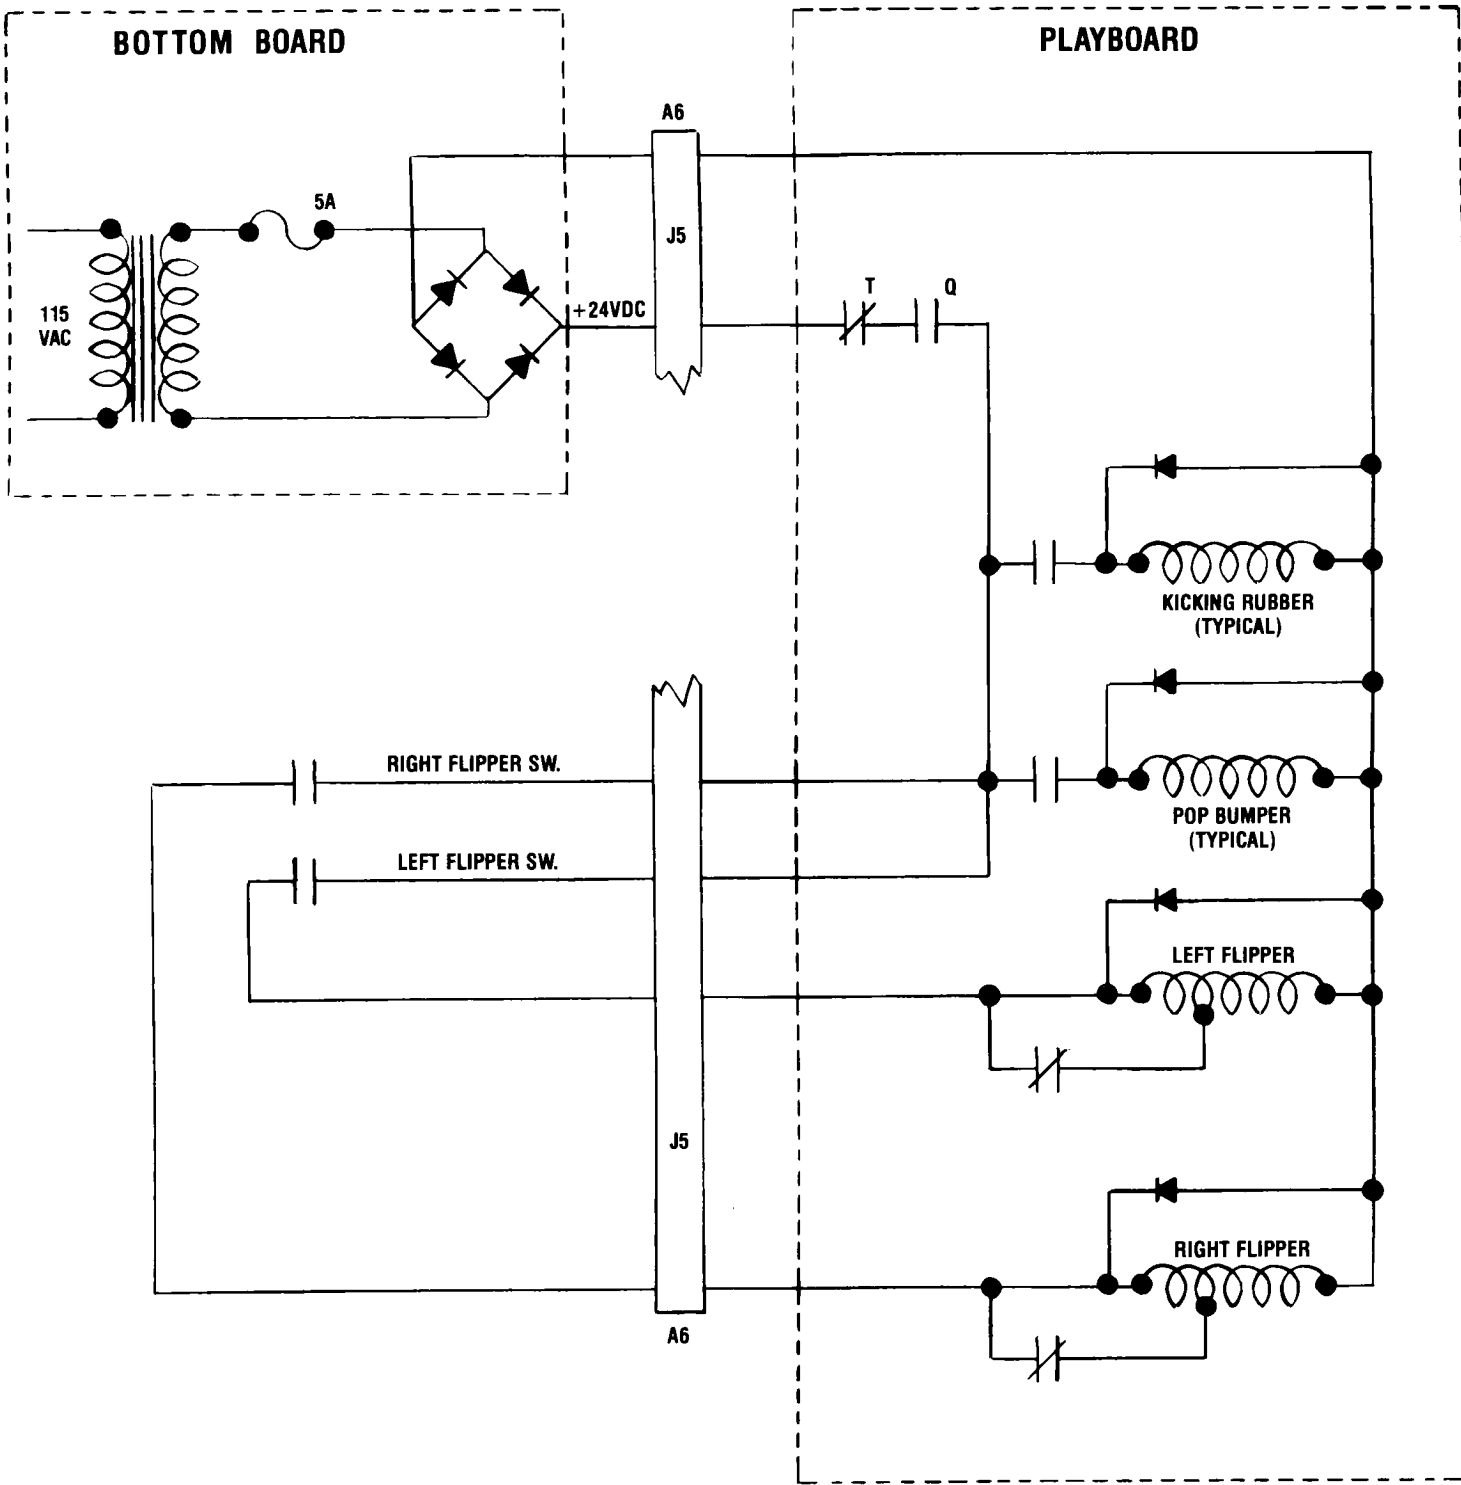 BOTTOM BOARD
PLAYBOARD
A6
5A
J5
T
Q
+24VDC
115
VAC
KICKING RUBBER
(TYPICAL)
RIGHT FLIPPER SW.
POP BUMPER
(TYPICAL)
LEFT FLIPPER SW.
LEFT FLIPPER
J5
RIGHT FLIPPER
A6